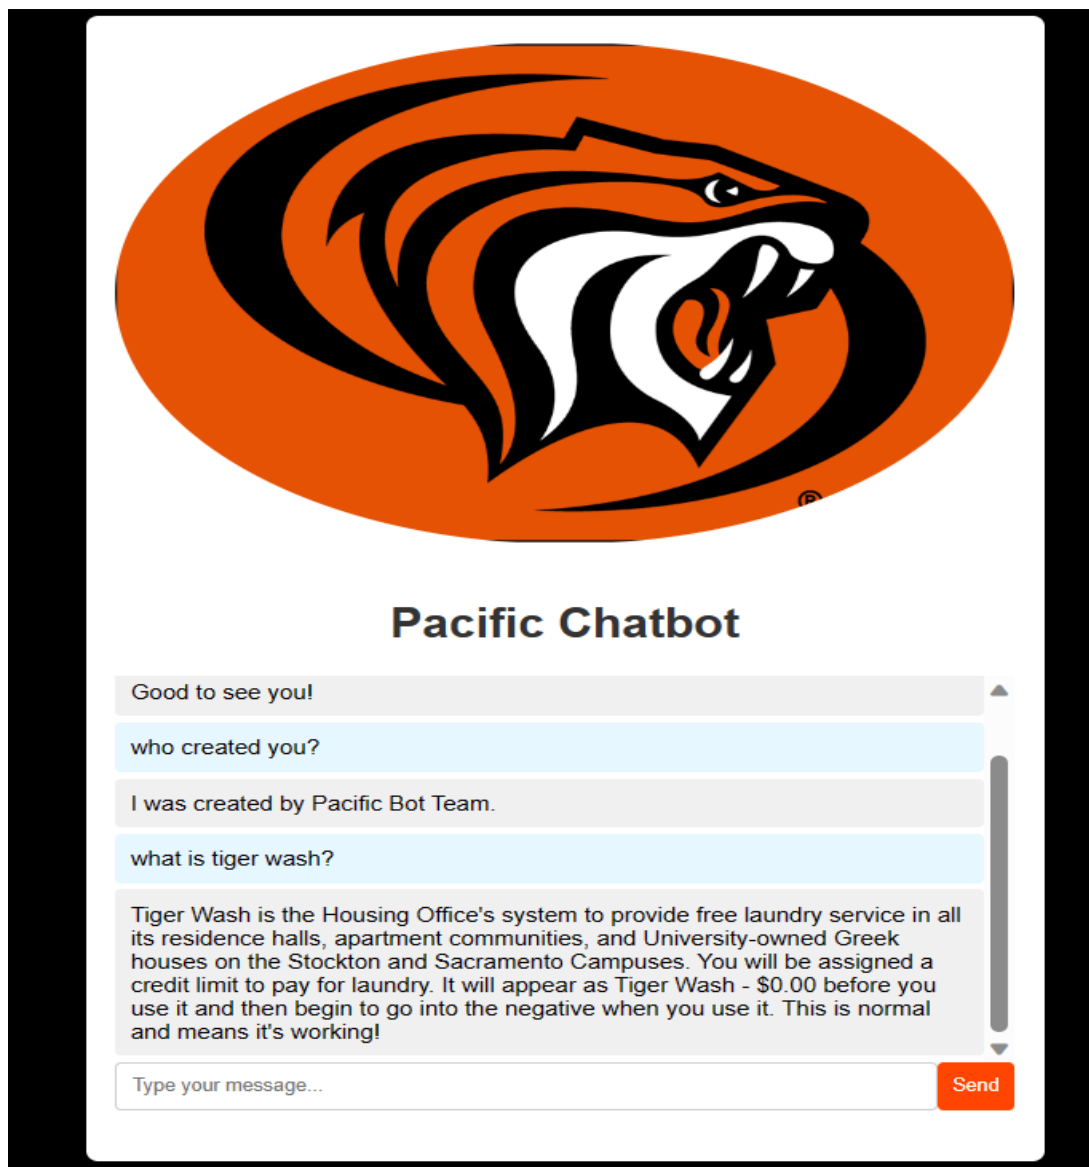 ®
Pacific Chatbot
Good to see you!
who created you?
I was created by Pacific Bot Team.
what is tiger wash?
Tiger Wash is the Housing Office's system to provide free laundry service in all
its residence halls, apartment communities, and University-owned Greek
houses on the Stockton and Sacramento Campuses. You will be assigned a
credit limit to pay for laundry. It will appear as Tiger Wash - $0.00 before you
use it and then begin to go into the negative when you use it. This is normal
and means it's working!
Type your message...
Send